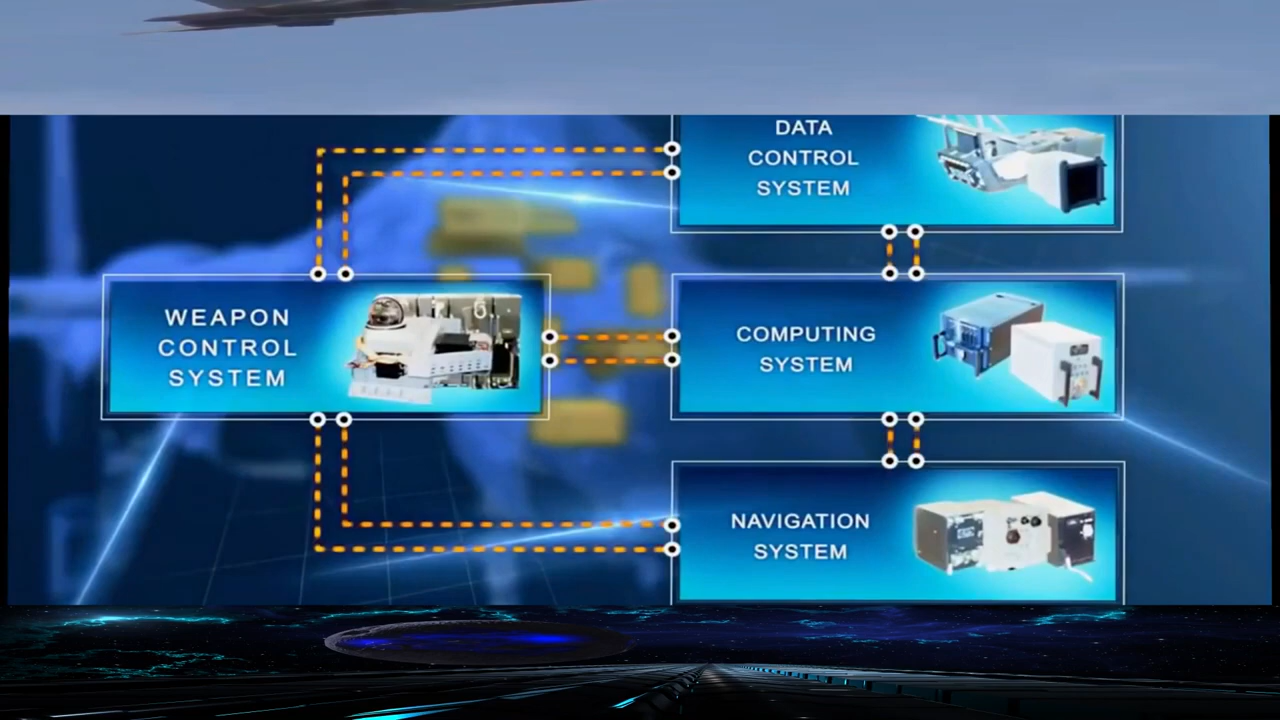 DATA
CONTROL
SYSTEM
WEAPON
CONTROL
SYSTEM
COMPUTING
SYSTEM
NAVIGATION
SYSTEM